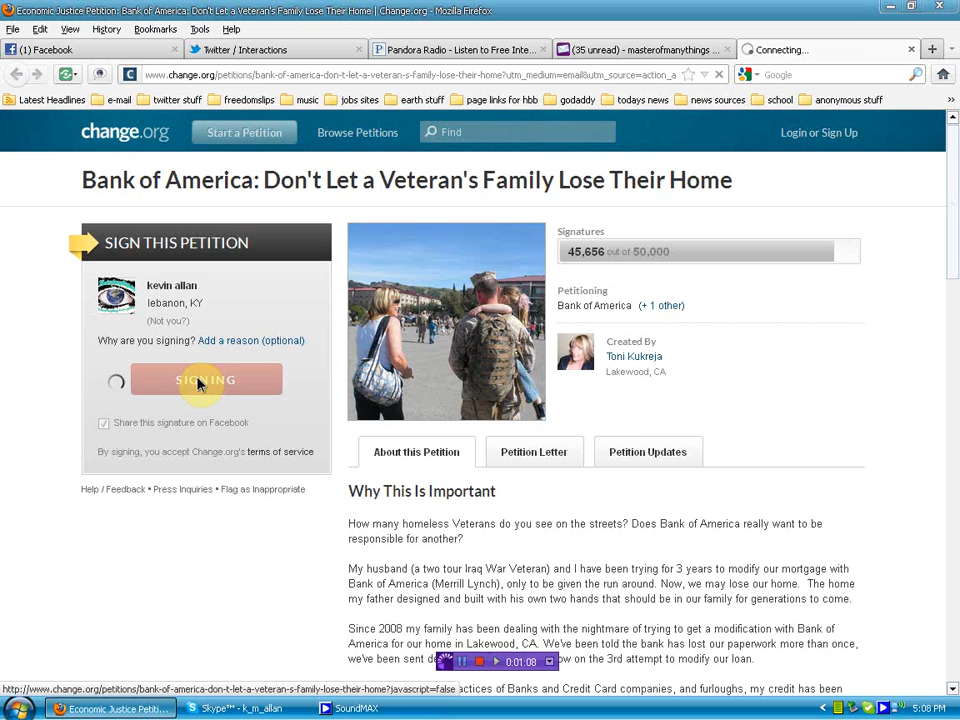 Economic Justice Petition: Bank of America: Don't Let a Veteran's Family Lose Their Home | Change.org - Mozilla Firefox
File Edit View History Bookmarks Tools Help
(1) Facebook
Twitter / Interactions
Pandora Radio - Listen to Free Inte...
(35 unread) - masterofmanythings ...
Connecting...
www.change.org/petitions/bank-of-america-don-t-let-a-veteran-s-family-lose-their-home?utm_medium=email&utm_source=action_a
Google
Latest Headlines e-mail twitter stuff freedomslips music jobs sites earth stuff page links for hbb godaddy todays news news sources school anonymous stuff
change.org Start a Petition Browse Petitions Find Login or Sign Up
Bank of America: Don't Let a Veteran's Family Lose Their Home
SIGN THIS PETITION
kevin allan
lebanon, KY
(Not you?)
Why are you signing? Add a reason (optional)
SIGNING
Share this signature on Facebook
By signing, you accept Change.org's terms of service
Help / Feedback • Press Inquiries • Flag as Inappropriate
Signatures
45,656 out of 50,000
Petitioning
Bank of America (+ 1 other)
Created By
Toni Kukreja
Lakewood, CA
About this Petition
Petition Letter
Petition Updates
Why This Is Important
How many homeless Veterans do you see on the streets? Does Bank of America really want to be
responsible for another?
My husband (a two tour Iraq War Veteran) and I have been trying for 3 years to modify our mortgage with
Bank of America (Merrill Lynch), only to be given the run around. Now, we may lose our home. The home
my father designed and built with his own two hands that should be in our family for generations to come.
Since 2008 my family has been dealing with the nightmare of trying to get a modification with Bank of
America for our home in Lakewood, CA. We've been told the bank has lost our paperwork more than once,
we've been sent on the 3rd attempt to modify our loan.
0:01:08
http://www.change.org/petitions/bank-of-america-don-t-let-a-veteran-s-family-lose-their-home?javascript=false
of Banks and Credit Card companies, and furloughs, my credit has been
Economic Justice Petiti...
Skype™ - k_m_allan
SoundMAX
5:08 PM